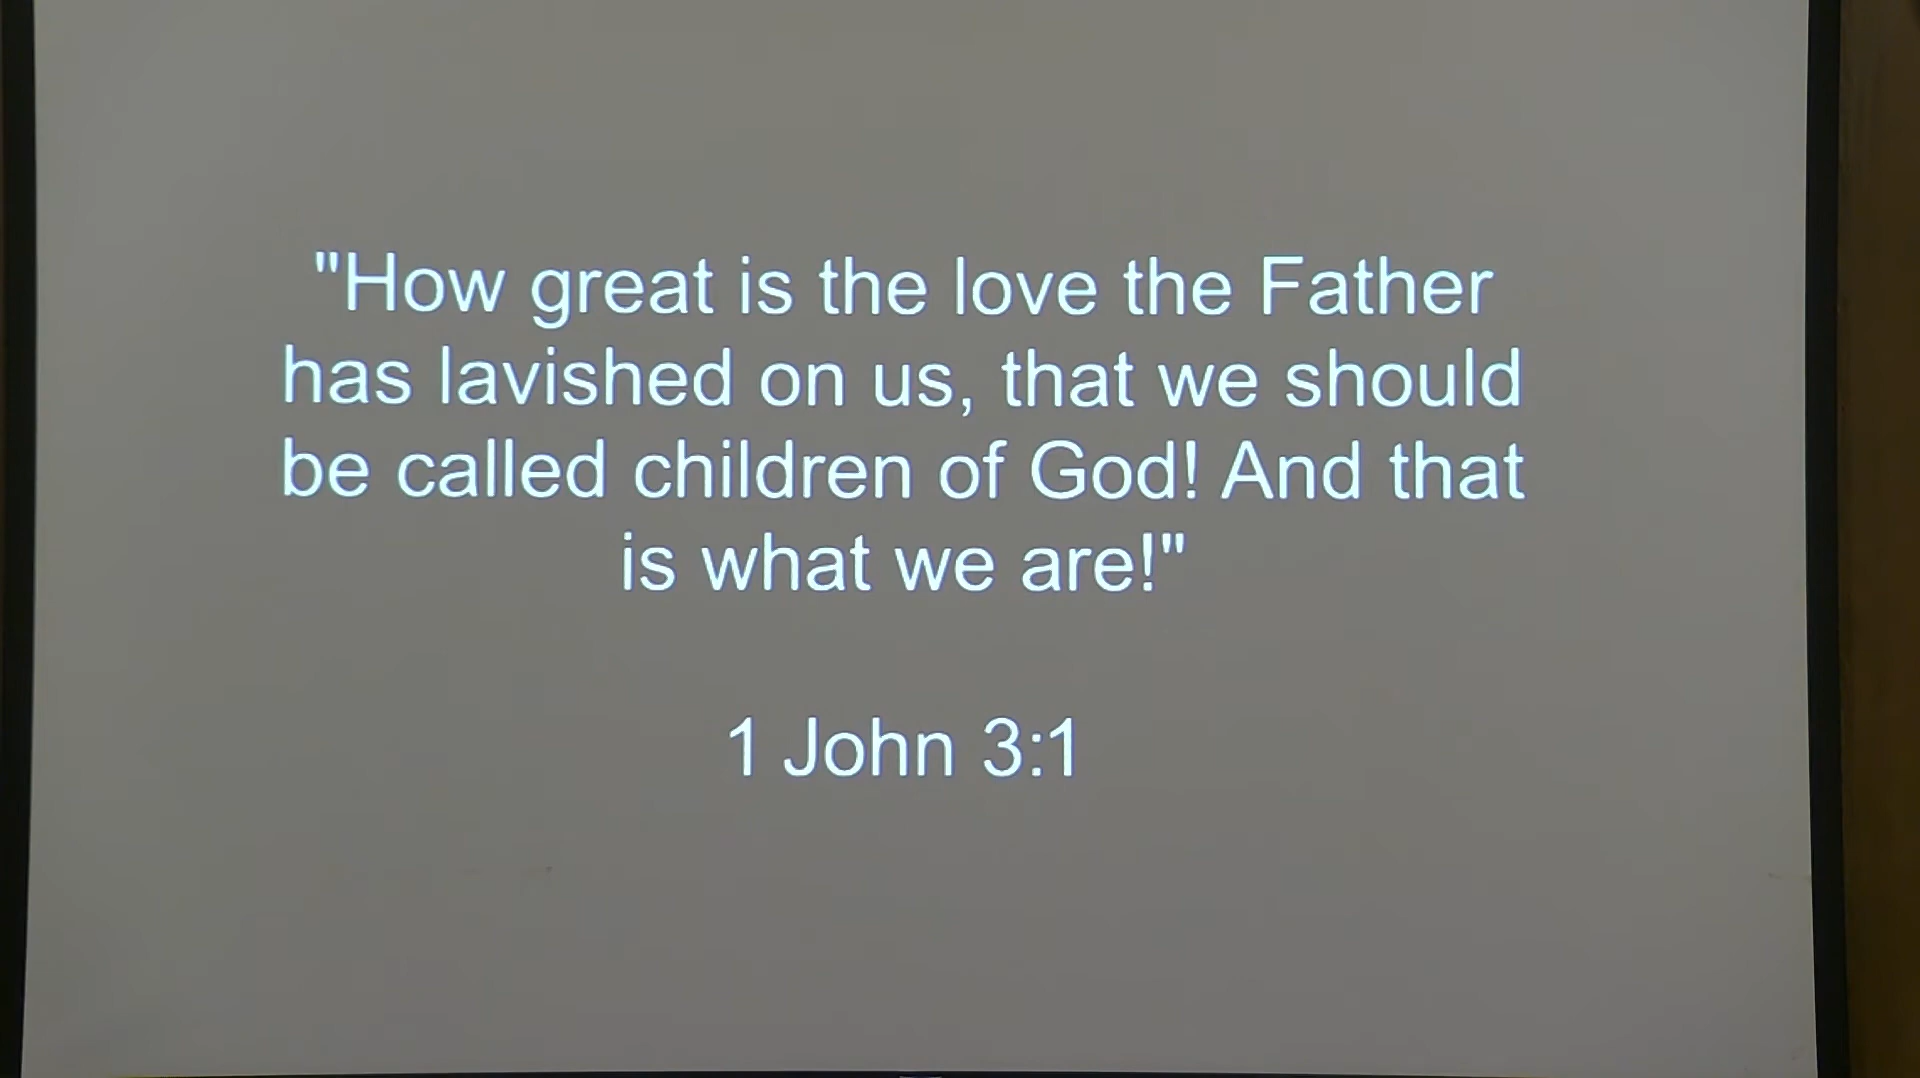 "How great is the love the Father
has lavished on us, that we should
be called children of God! And that
is what we are!"
1 John 3:1